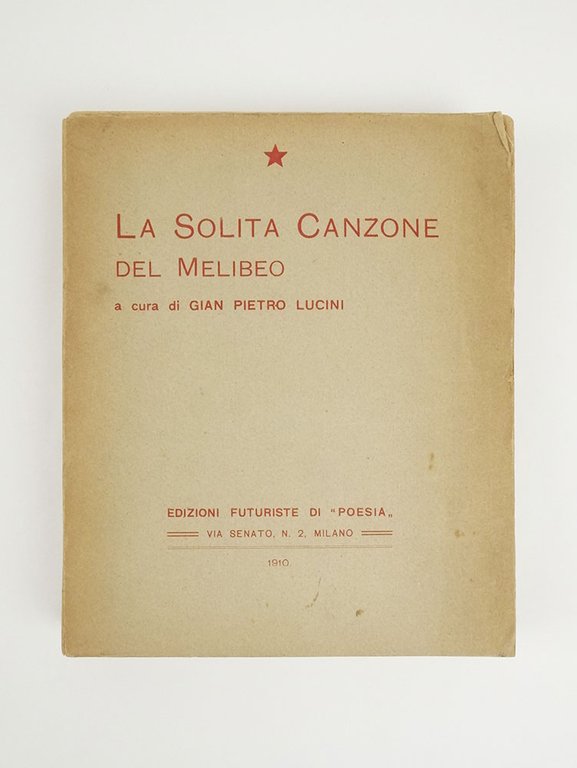 LA SOLITA CANZONE
DEL MELIBEO
a cura di GIAN PIETRO LUCINI
EDIZIONI FUTURISTE DI "POESIA„
VIA SENATO, N. 2, MILANO
1910